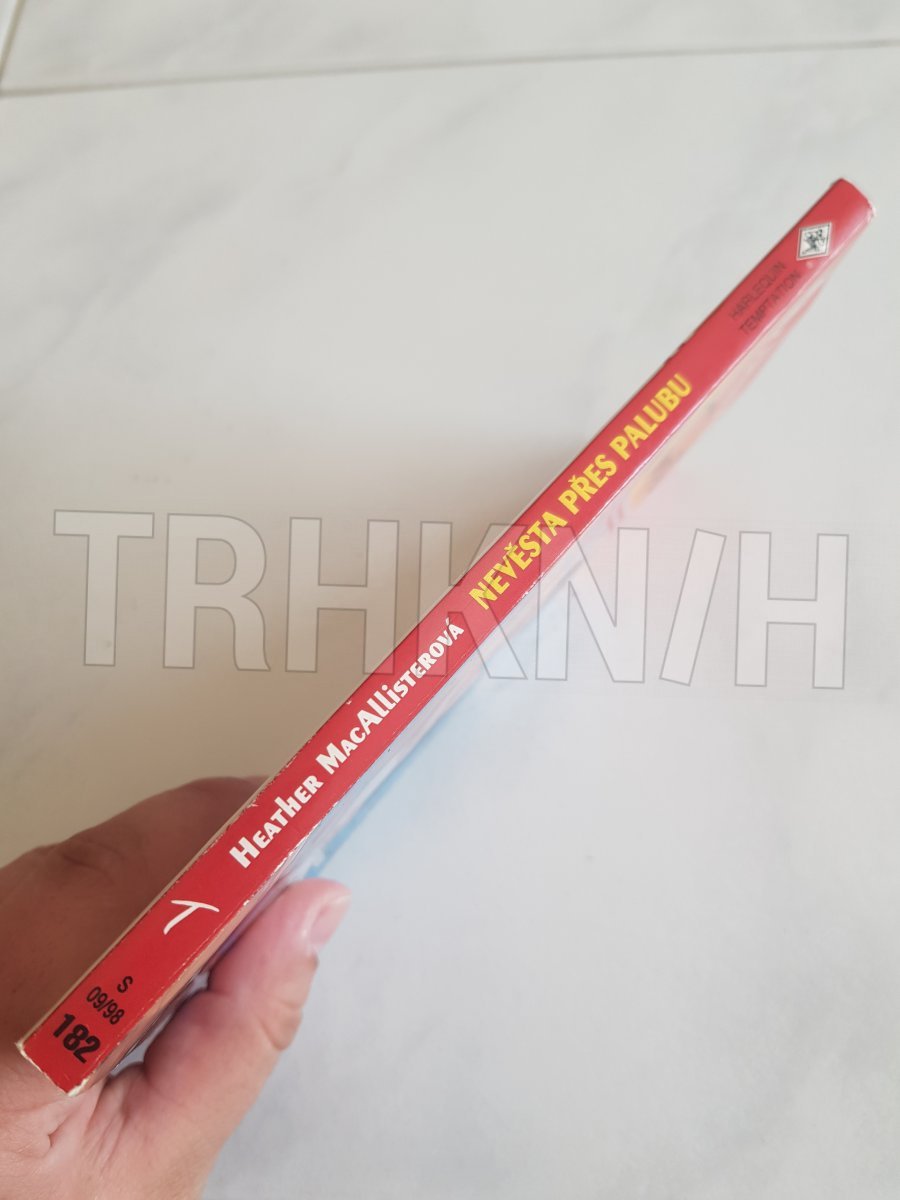 HARLEQUIN
TEMPTATION
HEATHER MACALLISTEROVÁ NEVĚSTA PŘES PALUBU
T
S
09/98
182
TRHKNIH